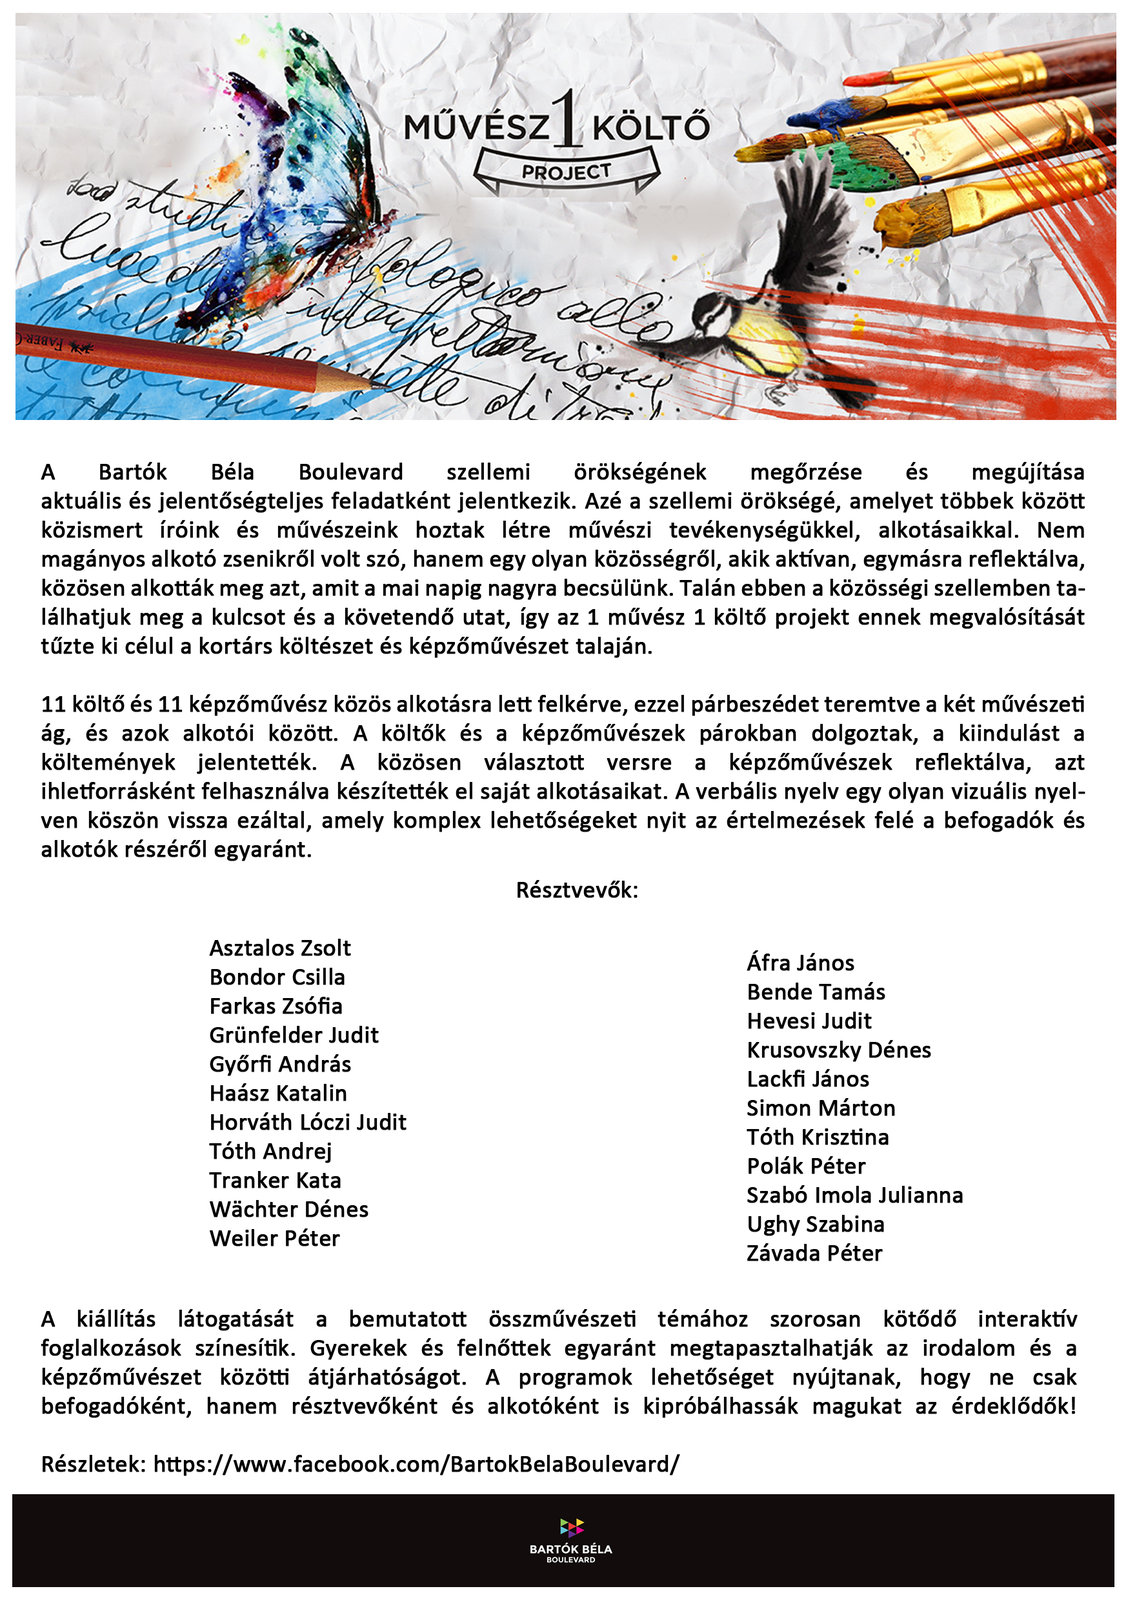 MŰVÉSZ 1 KÖLTŐ
PROJECT
luce di
alla
di
FABER-C
A Bartók Béla Boulevard szellemi örökségének megőrzése és megújítása
aktuális és jelentőségteljes feladatként jelentkezik. Azé a szellemi örökségé, amelyet többek között
közismert íróink és művészeink hoztak létre művészi tevékenységükkel, alkotásaikkal. Nem
magányos alkotó zsenikről volt szó, hanem egy olyan közösségről, akik aktívan, egymásra reflektálva,
közösen alkották meg azt, amit a mai napig nagyra becsülünk. Talán ebben a közösségi szellemben ta-
lálhatjuk meg a kulcsot és a követendő utat, így az 1 művész 1 költő projekt ennek megvalósítását
tűzte ki célul a kortárs költészet és képzőművészet talaján.
11 költő és 11 képzőművész közös alkotásra lett felkérve, ezzel párbeszédet teremtve a két művészeti
ág, és azok alkotói között. A költők és a képzőművészek párokban dolgoztak, a kiindulást a
költemények jelentették. A közösen választott versre a képzőművészek reflektálva, azt
ihletforrásként felhasználva készítették el saját alkotásaikat. A verbális nyelv egy olyan vizuális nyel-
ven köszön vissza ezáltal, amely komplex lehetőségeket nyit az értelmezések felé a befogadók és
alkotók részéről egyaránt.
Résztvevők:
Asztalos Zsolt
Bondor Csilla
Farkas Zsófia
Grünfelder Judit
Győrfi András
Haász Katalin
Horváth Lóczi Judit
Tóth Andrej
Tranker Kata
Wächter Dénes
Weiler Péter
Áfra János
Bende Tamás
Hevesi Judit
Krusovszky Dénes
Lackfi János
Simon Márton
Tóth Krisztina
Polák Péter
Szabó Imola Julianna
Ughy Szabina
Závada Péter
A kiállítás látogatását a bemutatott összművészeti témához szorosan kötődő interaktív
foglalkozások színesítik. Gyerekek és felnőttek egyaránt megtapasztalhatják az irodalom és a
képzőművészet közötti átjárhatóságot. A programok lehetőséget nyújtanak, hogy ne csak
befogadóként, hanem résztvevőként és alkotóként is kipróbálhassák magukat az érdeklődők!
Részletek: https://www.facebook.com/BartokBelaBoulevard/
BARTÓK BÉLA
BOULEVARD